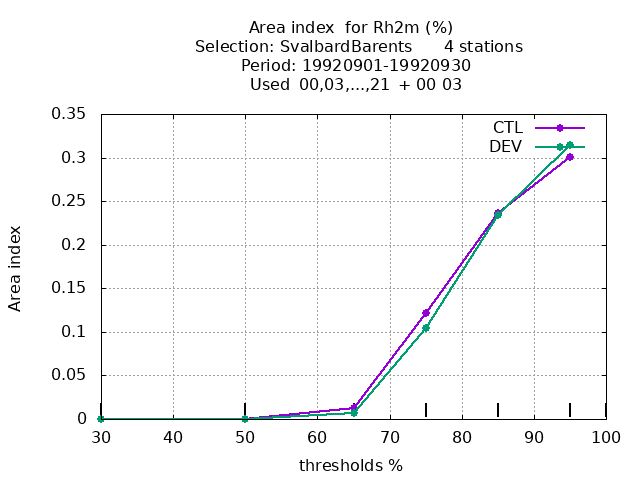 Area index  for Rh2m (%)
Selection: SvalbardBarents      4 stations
Period: 19920901-19920930
Used  00,03,...,21  + 00 03
CTL
DEV
0.35
0.3
0.25
0.2
0.15
0.1
0.05
0
Area index
30 40 50 60 70 80 90 100
thresholds %